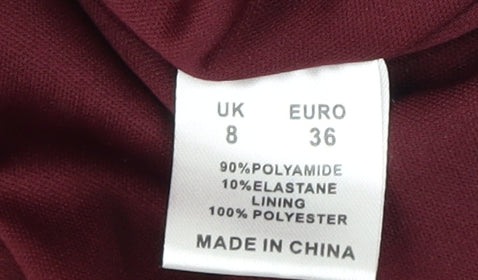 UK EURO
8 36
90%POLYAMIDE
10%ELASTANE
LINING
100% POLYESTER
MADE IN CHINA